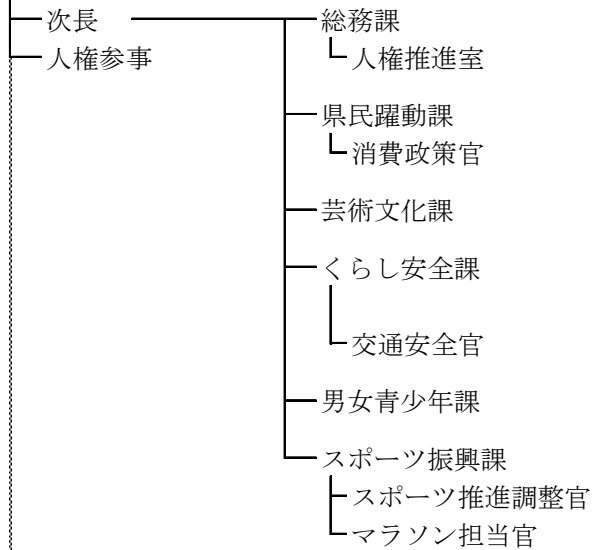 次長 総務課
人権参事 人権推進室
県民躍動課
消費政策官
芸術文化課
くらし安全課
交通安全官
男女青少年課
スポーツ振興課
スポーツ推進調整官
マラソン担当官